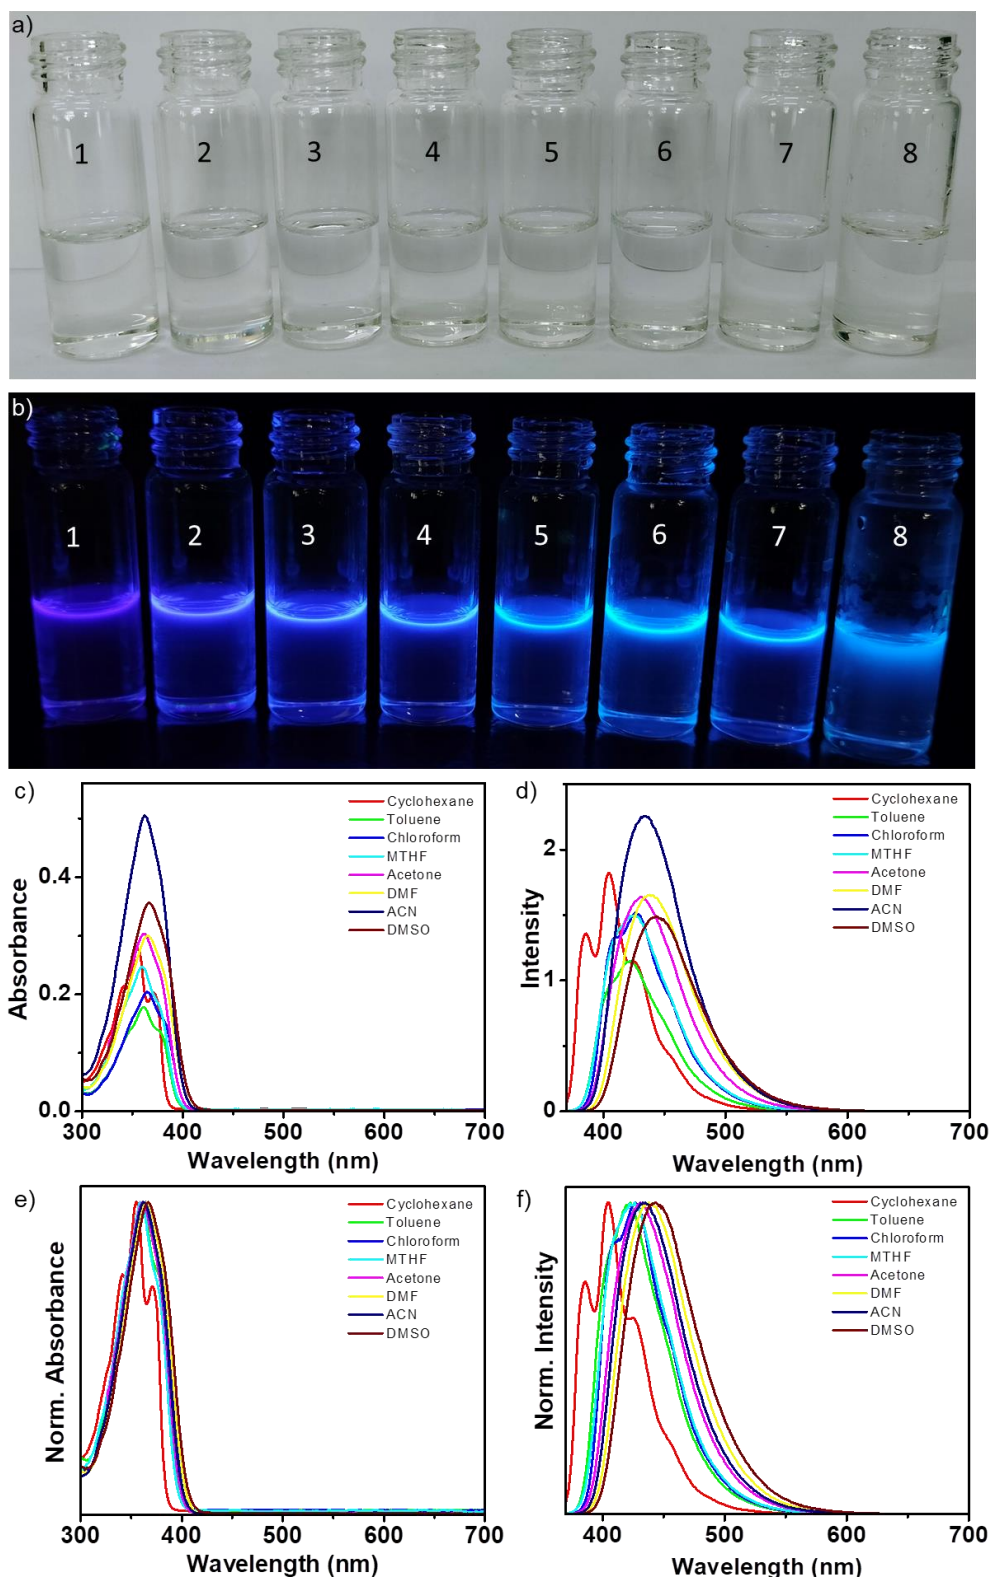 a)
1 2 3 4 5 6 7 8
b)
1 2 3 4 5 6 7 8
c)
Cyclohexane
Toluene
Chloroform
MTHF
Acetone
DMF
ACN
DMSO
Absorbance
0.4
0.2
0.0
300 400 500 600 700
Wavelength (nm)
d)
Cyclohexane
Toluene
Chloroform
MTHF
Acetone
DMF
ACN
DMSO
Intensity
2
1
0
400 500 600 700
Wavelength (nm)
e)
Cyclohexane
Toluene
Chloroform
MTHF
Acetone
DMF
ACN
DMSO
Norm. Absorbance
300 400 500 600 700
Wavelength (nm)
f)
Cyclohexane
Toluene
Chloroform
MTHF
Acetone
DMF
ACN
DMSO
Norm. Intensity
400 500 600 700
Wavelength (nm)